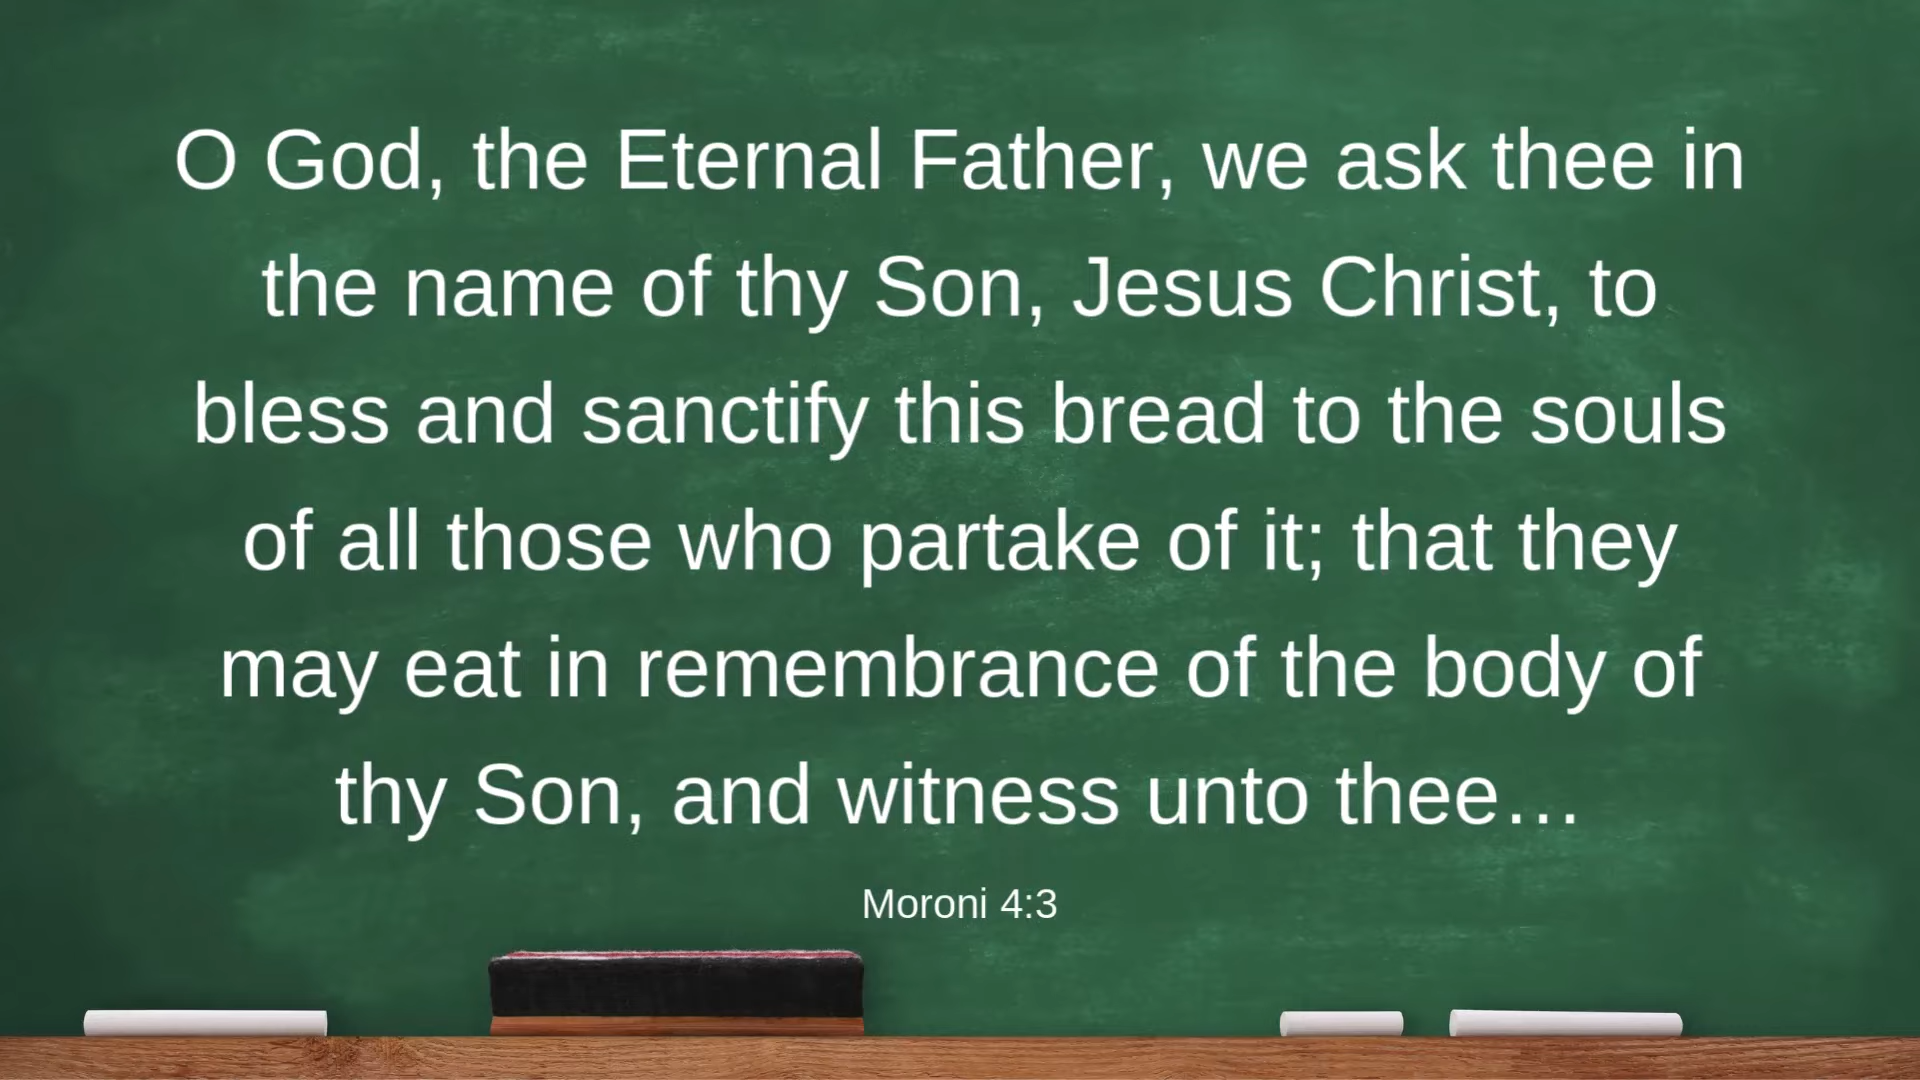 O God, the Eternal Father, we ask thee in
the name of thy Son, Jesus Christ, to
bless and sanctify this bread to the souls
of all those who partake of it; that they
may eat in remembrance of the body of
thy Son, and witness unto thee…
Moroni 4:3